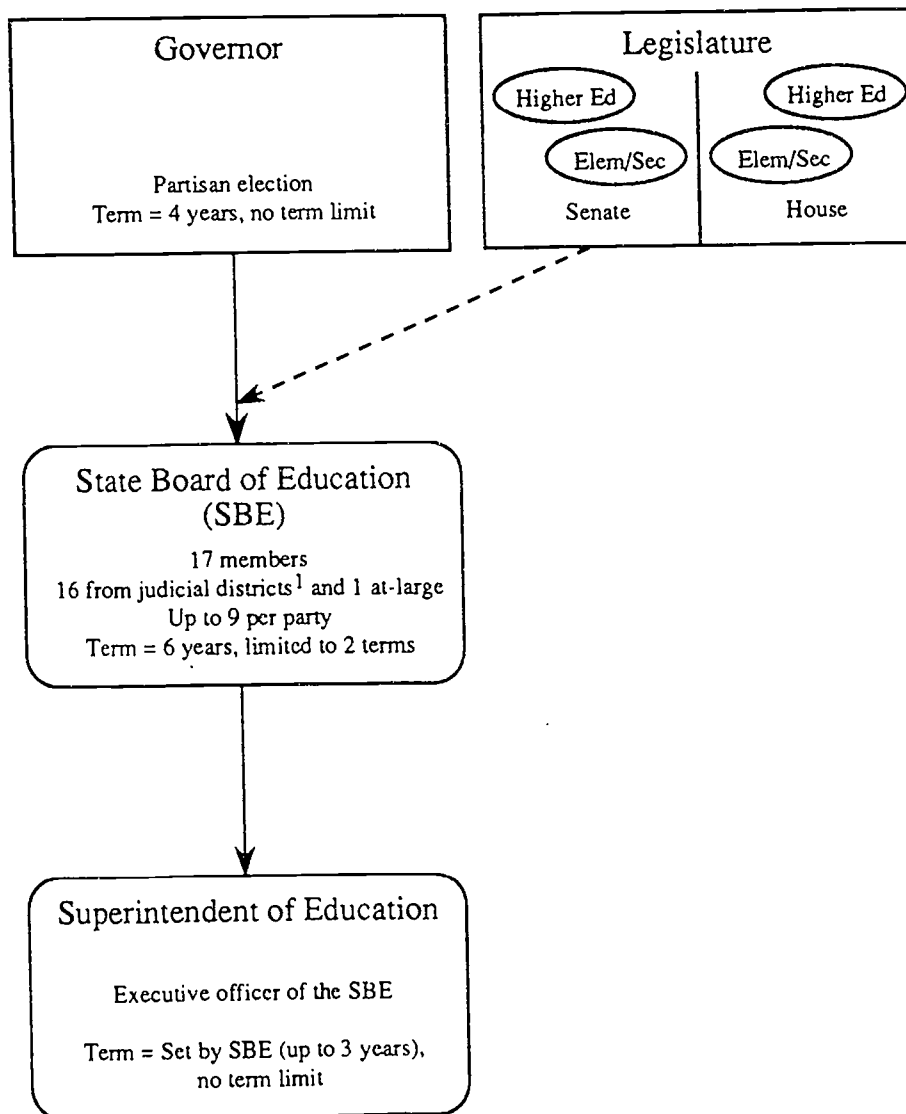 Governor
Partisan election
Term = 4 years, no term limit
Legislature
Higher Ed
Higher Ed
Elem/Sec
Elem/Sec
Senate
House
State Board of Education
(SBE)
17 members
16 from judicial districts1 and 1 at-large
Up to 9 per party
Term = 6 years, limited to 2 terms
Superintendent of Education
Executive officer of the SBE
Term = Set by SBE (up to 3 years),
no term limit